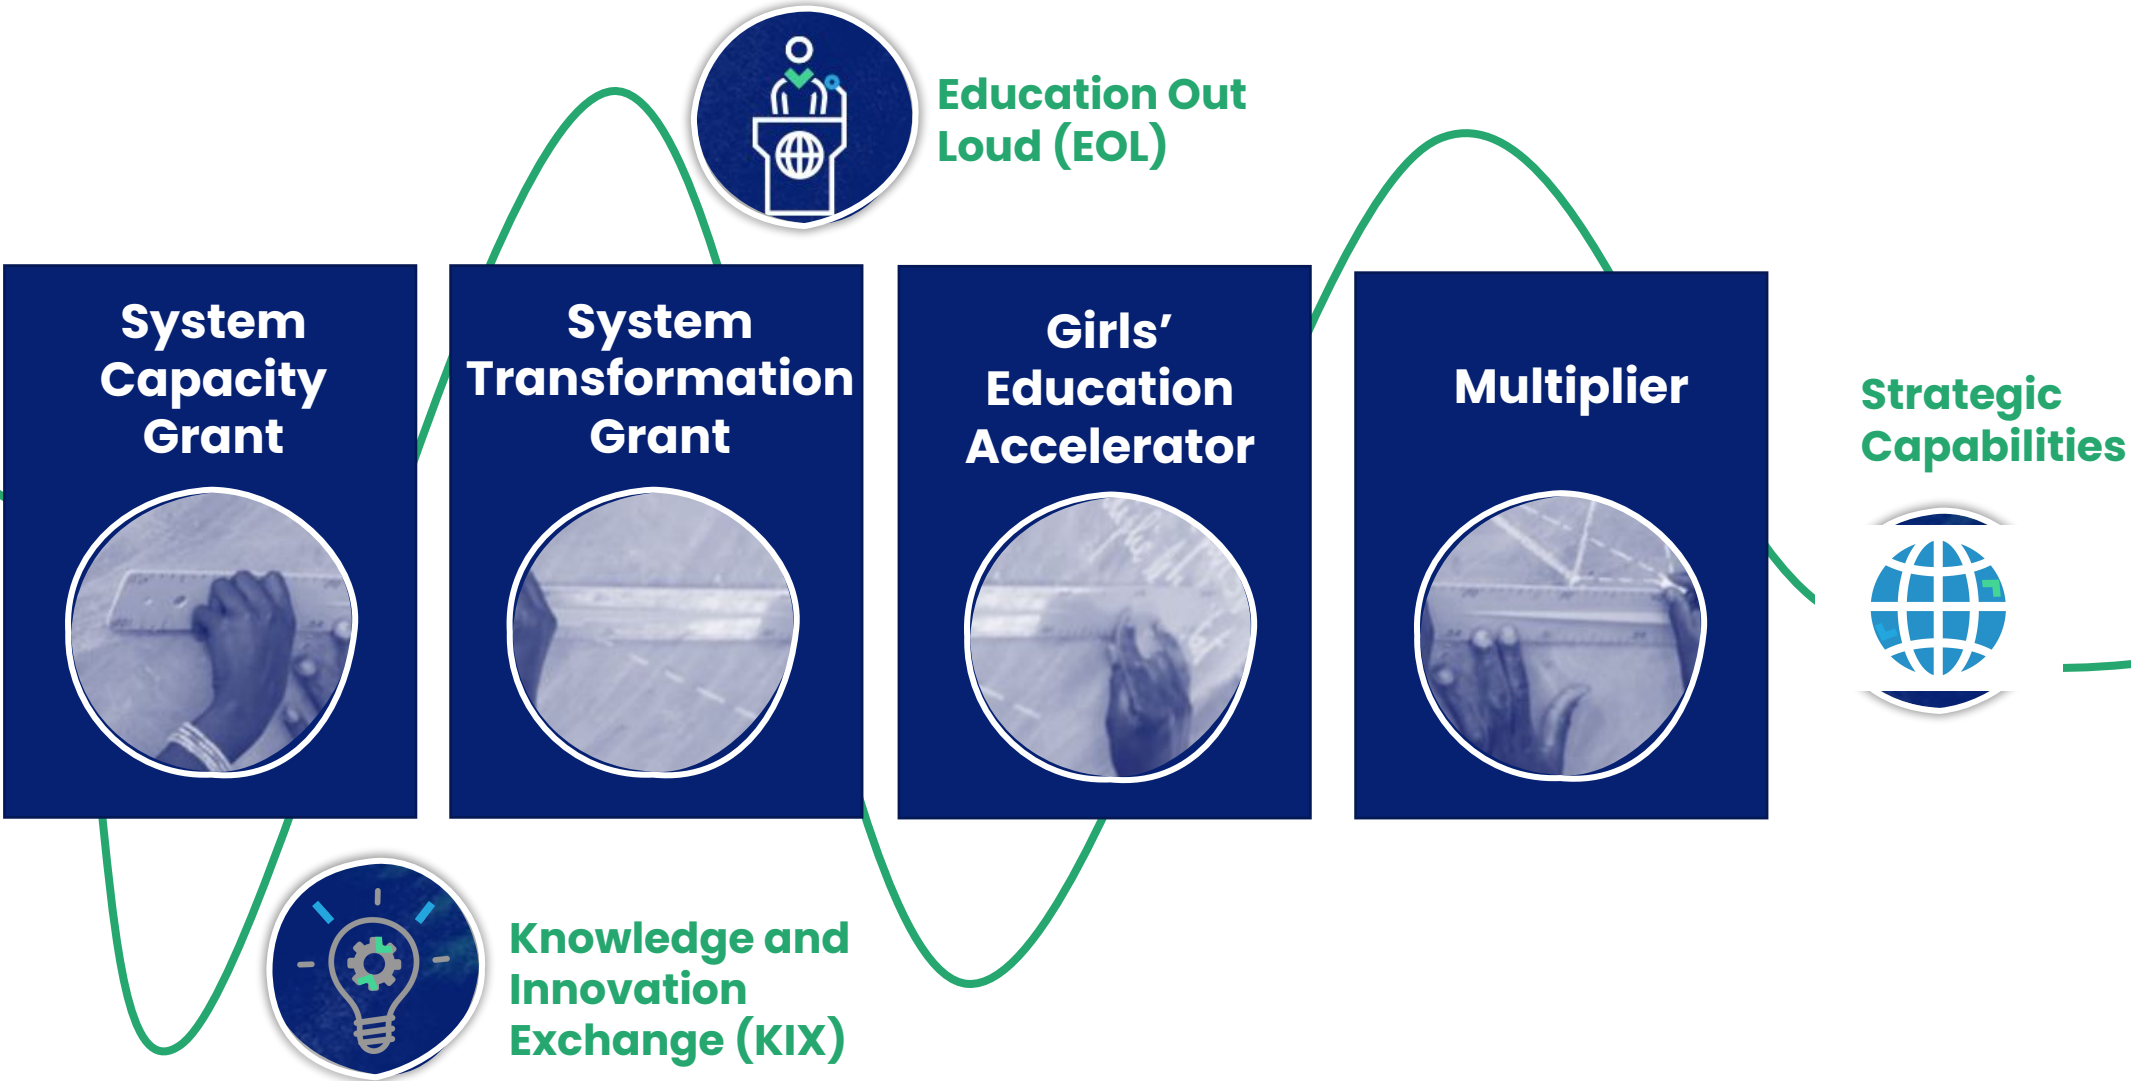 Education Out
Loud (EOL)
System
Capacity
Grant
System
Transformation
Grant
Girls’
Education
Accelerator
Multiplier
Strategic
Capabilities
Knowledge and
Innovation
Exchange (KIX)